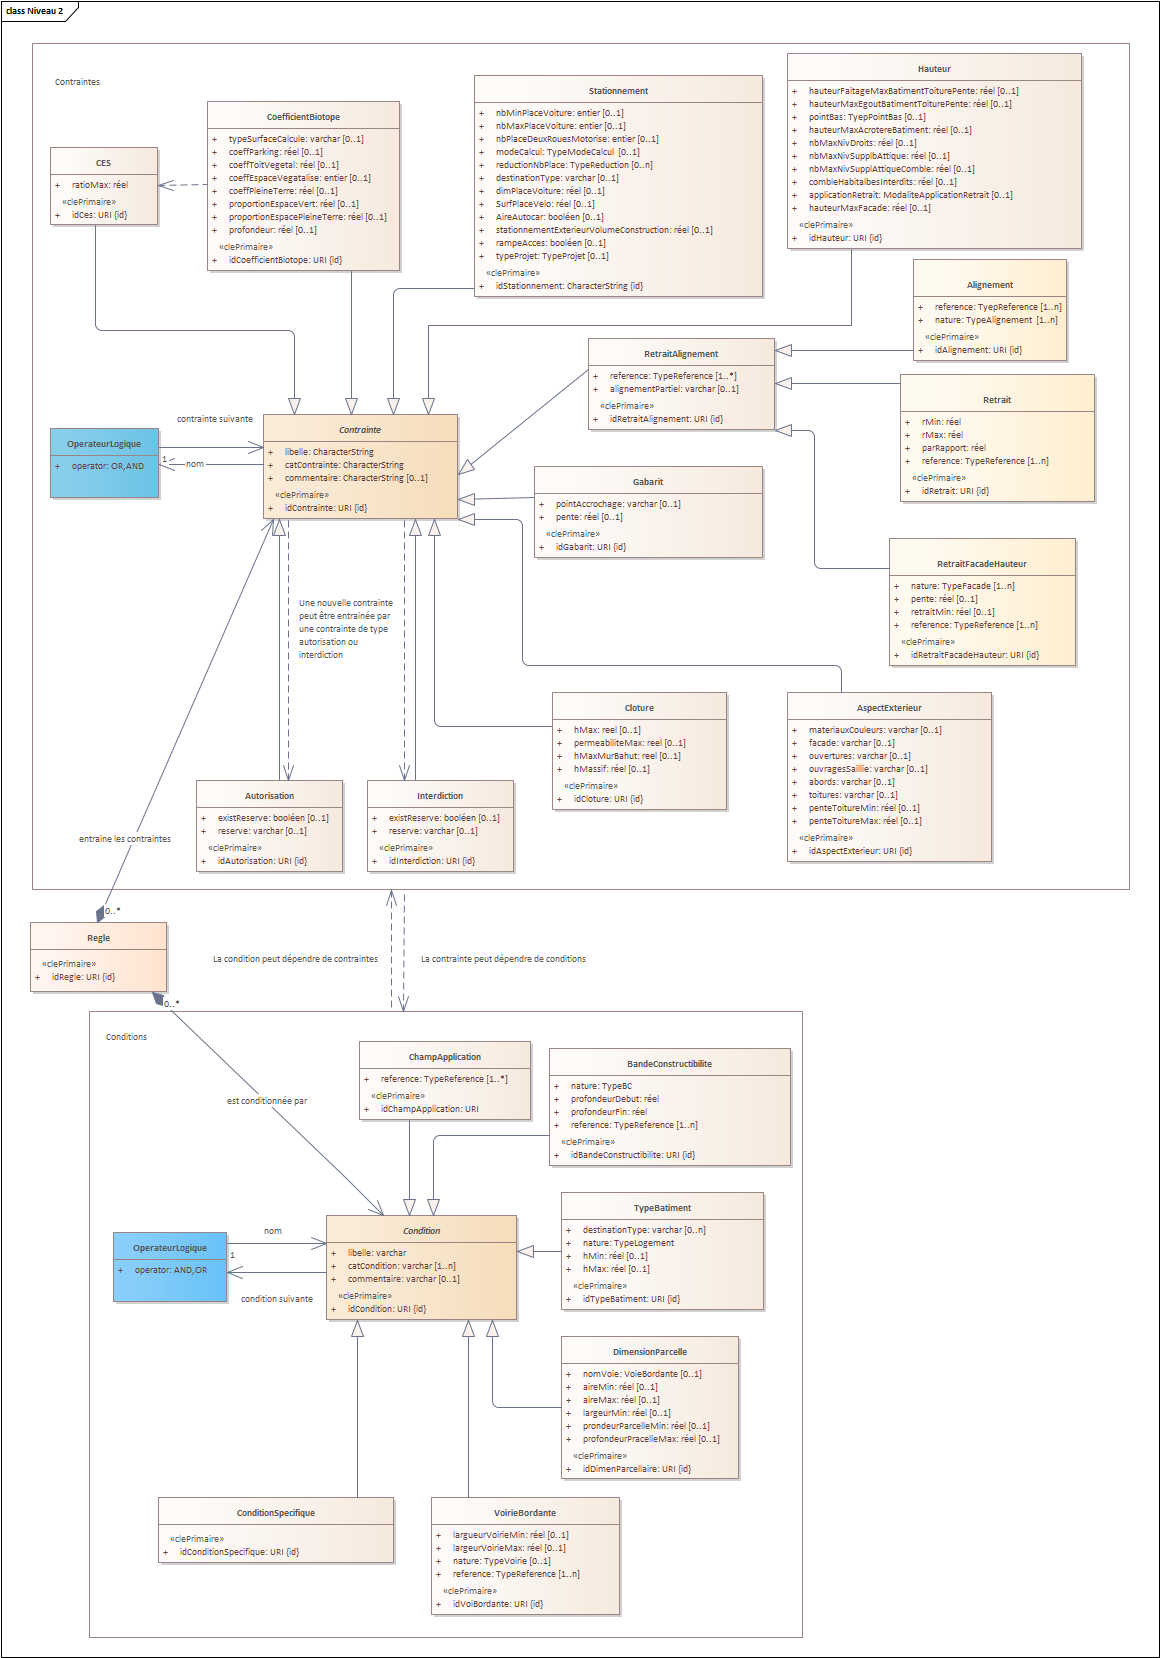 class Niveau 2
Contraintes
CES
+ ratioMax: réel
«clePrimaire»
+ idCes: URI {id}
CoefficientBiotope
+ typeSurfaceCalcule: varchar [0..1]
+ coeffParking: réel [0..1]
+ coeffToitVegetal: réel [0..1]
+ coeffEspaceVegatalise: entier [0..1]
+ coeffPleineTerre: réel [0..1]
+ proportionEspaceVert: réel [0..1]
+ proportionEspacePleineTerre: réel [0..1]
+ profondeur: réel [0..1]
«clePrimaire»
+ idCoefficientBiotope: URI {id}
Stationnement
+ nbMinPlaceVoiture: entier [0..1]
+ nbMaxPlaceVoiture: entier [0..1]
+ nbPlaceDeuxRouesMotorise: entier [0..1]
+ modeCalcul: TypeModeCalcul [0..1]
+ reductionNbPlace: TypeReduction [0..n]
+ destinationType: varchar [0..1]
+ dimPlaceVoiture: réel [0..1]
+ SurfPlaceVelo: réel [0..1]
+ AireAutocar: booléen [0..1]
+ stationnementExterieurVolumeConstruction: réel [0..1]
+ rampeAcces: booléen [0..1]
+ typeProjet: TypeProjet [0..1]
«clePrimaire»
+ idStationnement: CharacterString {id}
Hauteur
+ hauteurFaitageMaxBatimentToiturePente: réel [0..1]
+ hauteurMaxEgoutBatimentToiturePente: réel [0..1]
+ pointBas: TyepPointBas [0..1]
+ hauteurMaxAcrotereBatiment: réel [0..1]
+ nbMaxNivDroits: réel [0..1]
+ nbMaxNivSupplbAttique: réel [0..1]
+ nbMaxNivSupplAttiqueComble: réel [0..1]
+ combleHabitalbesInterdits: réel [0..1]
+ applicationRetrait: ModaliteApplicationRetrait [0..1]
+ hauteurMaxFacade: réel [0..1]
«clePrimaire»
+ idHauteur: URI {id}
Alignement
+ reference: TyepReference [1..n]
+ nature: TypeAlignement [1..n]
«clePrimaire»
+ idAlignement: URI {id}
RetraitAlignement
+ reference: TypeReference [1..*]
+ alignementPartiel: varchar [0..1]
«clePrimaire»
+ idRetraitAlignement: URI {id}
Retrait
+ rMin: réel
+ rMax: réel
+ parRapport: réel
+ reference: TypeReference [1..n]
«clePrimaire»
+ idRetrait: URI {id}
contrainte suivante
OperateurLogique
+ operator: OR,AND
1
nom
Contrainte
+ libelle: CharacterString
+ catContrainte: CharacterString
+ commentaire: CharacterString [0..1]
«clePrimaire»
+ idContrainte: URI {id}
Gabarit
+ pointAccrochage: varchar [0..1]
+ pente: réel [0..1]
«clePrimaire»
+ idGabarit: URI {id}
RetraitFacadeHauteur
+ nature: TypeFacade [1..n]
+ pente: réel [0..1]
+ retraitMin: réel [0..1]
+ reference: TypeReference [1..n]
«clePrimaire»
+ idRetraitFacadeHauteur: URI {id}
Une nouvelle contrainte
peut être entrainée par
une contrainte de type
autorisation ou
interdiction
Cloture
+ hMax: reel [0..1]
+ permeabiliteMax: reel [0..1]
+ hMaxMurBahut: reel [0..1]
+ hMassif: réel [0..1]
«clePrimaire»
+ idCloture: URI {id}
AspectExterieur
+ materiauxCouleurs: varchar [0..1]
+ facade: varchar [0..1]
+ ouvertures: varchar [0..1]
+ ouvragesSaillie: varchar [0..1]
+ abords: varchar [0..1]
+ toitures: varchar [0..1]
+ penteToitureMin: réel [0..1]
+ penteToitureMax: réel [0..1]
«clePrimaire»
+ idAspectExterieur: URI {id}
Autorisation
+ existReserve: booléen [0..1]
+ reserve: varchar [0..1]
«clePrimaire»
+ idAutorisation: URI {id}
Interdiction
+ existReserve: booléen [0..1]
+ reserve: varchar [0..1]
«clePrimaire»
+ idInterdiction: URI {id}
entraine les contraintes
0..*
Regle
«clePrimaire»
+ idRegle: URI {id}
0..*
La condition peut dépendre de contraintes
La contrainte peut dépendre de conditions
Conditions
ChampApplication
+ reference: TypeReference [1..*]
«clePrimaire»
+ idChampApplication: URI
BandeConstructibilite
+ nature: TypeBC
+ profondeurDebut: réel
+ profondeurFin: réel
+ reference: TypeReference [1..n]
«clePrimaire»
+ idBandeConstructibilite: URI {id}
est conditionnée par
TypeBatiment
+ destinationType: varchar [0..n]
+ nature: TypeLogement
+ hMin: réel [0..1]
+ hMax: réel [0..1]
«clePrimaire»
+ idTypeBatiment: URI {id}
nom
OperateurLogique
+ operator: AND,OR
1
condition suivante
Condition
+ libelle: varchar
+ catCondition: varchar [1..n]
+ commentaire: varchar [0..1]
«clePrimaire»
+ idCondition: URI {id}
DimensionParcelle
+ nomVoie: VoieBordante [0..1]
+ aireMin: réel [0..1]
+ aireMax: réel [0..1]
+ largeurMin: réel [0..1]
+ prondeurParcelleMin: réel [0..1]
+ profondeurPracelleMax: réel [0..1]
«clePrimaire»
+ idDimenParcellaire: URI {id}
ConditionSpecifique
«clePrimaire»
+ idConditionSpecifique: URI {id}
VoirieBordante
+ largueurVoirieMin: réel [0..1]
+ largeurVoirieMax: réel [0..1]
+ nature: TypeVoirie [0..1]
+ reference: TypeReference [1..n]
«clePrimaire»
+ idVoiBordante: URI {id}